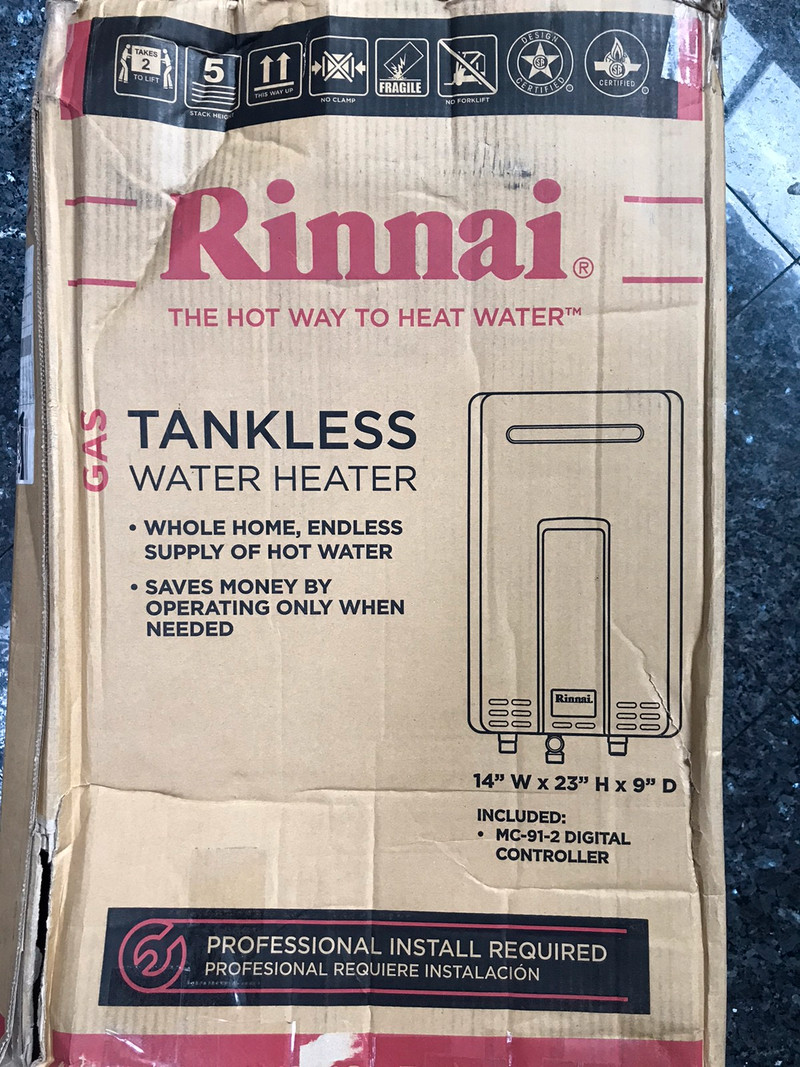 TAKES
2
TO LIFT
5
STACK HEIGH
THIS WAY UP
NO CLAMP
FRAGILE
NO FORKLIFT
DESIGN
CERTIFIED
CERTIFIED
Rinnai®
THE HOT WAY TO HEAT WATER™
GAS
TANKLESS
WATER HEATER
• WHOLE HOME, ENDLESS
SUPPLY OF HOT WATER
• SAVES MONEY BY
OPERATING ONLY WHEN
NEEDED
Rinnai
14” W x 23” H x 9” D
INCLUDED:
• MC-91-2 DIGITAL
CONTROLLER
PROFESSIONAL INSTALL REQUIRED
PROFESIONAL REQUIERE INSTALACIÓN